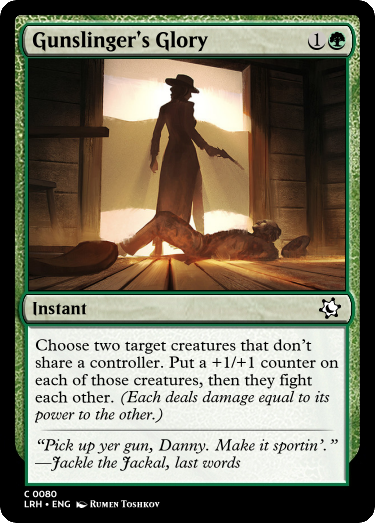 Gunslinger's Glory 1
Instant
Choose two target creatures that don't
share a controller. Put a +1/+1 counter on
each of those creatures, then they fight
each other. (Each deals damage equal to its
power to the other.)
“Pick up yer gun, Danny. Make it sportin'.”
—Jackle the Jackal, last words
C 0080
LRH • ENG Rumen Toshkov